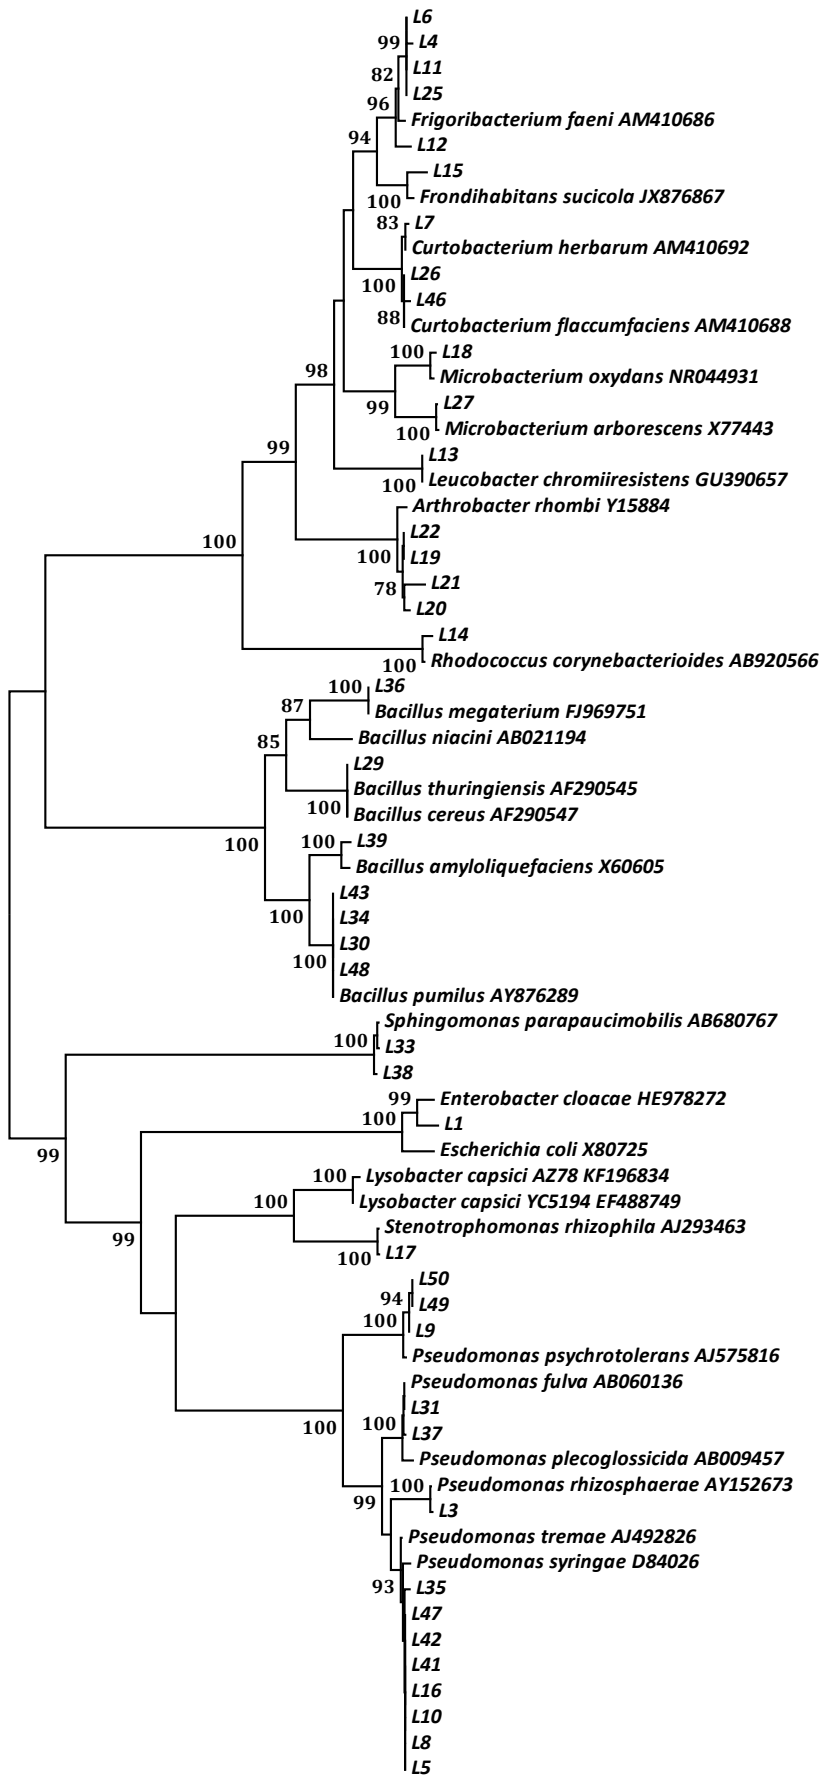 L6
99 L4
L11
82
L25
96
Frigoribacterium faeni AM410686
L12
94
L15
Frondihabitans sucicola JX876867
100
83 L7
Curtobacterium herbarum AM410692
L26
100
L46
88
Curtobacterium flaccumfaciens AM410688
100 L18
98
Microbacterium oxydans NR044931
99 L27
Microbacterium arborescens X77443
100
99
L13
Leucobacter chromiiresistens GU390657
100
Arthrobacter rhombi Y15884
L22
100
100 L19
L21
78
L20
L14
Rhodococcus corynebacterioides AB920566
100
100 L36
87
Bacillus megaterium FJ969751
Bacillus niacini AB021194
85
L29
Bacillus thuringiensis AF290545
100
Bacillus cereus AF290547
100
100 L39
Bacillus amyloliquefaciens X60605
L43
100 L34
L30
100
L48
Bacillus pumilus AY876289
Sphingomonas parapaucimobilis AB680767
100 L33
L38
99
Enterobacter cloacae HE978272
100 L1
99
Escherichia coli X80725
100
Lysobacter capsici AZ78 KF196834
100
Lysobacter capsici YC5194 EF488749
Stenotrophomonas rhizophila AJ293463
99
100 L17
L50
94 L49
100
L9
Pseudomonas psychrotolerans AJ575816
Pseudomonas fulva AB060136
L31
100
100
L37
Pseudomonas plecoglossicida AB009457
100
Pseudomonas rhizosphaerae AY152673
99
L3
Pseudomonas tremae AJ492826
Pseudomonas syringae D84026
93 L35
L47
L42
L41
L16
L10
L8
L5